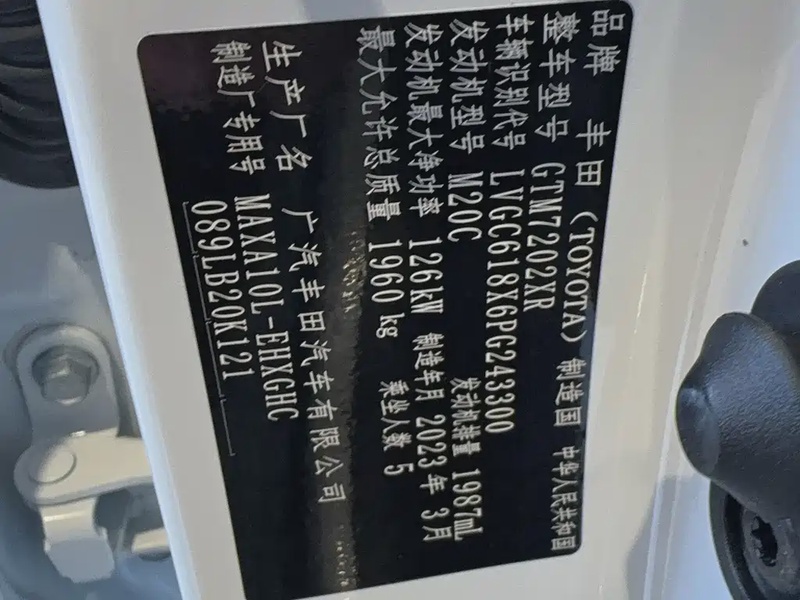 品牌 丰田（TOYOTA） 制造国 中华人民共和国
整车型号 GTM7202XR
车辆识别代号 LVGC618X6PG243300
发动机型号 M20C 发动机排量 1987mL
发动机最大净功率 126kW 制造年月 2023年 3月
最大允许总质量 1960 kg 乘坐人数 5
生产厂名 广汽丰田汽车有限公司
制造厂专用号 MAXA10L-EHXGHC
089LB20K121